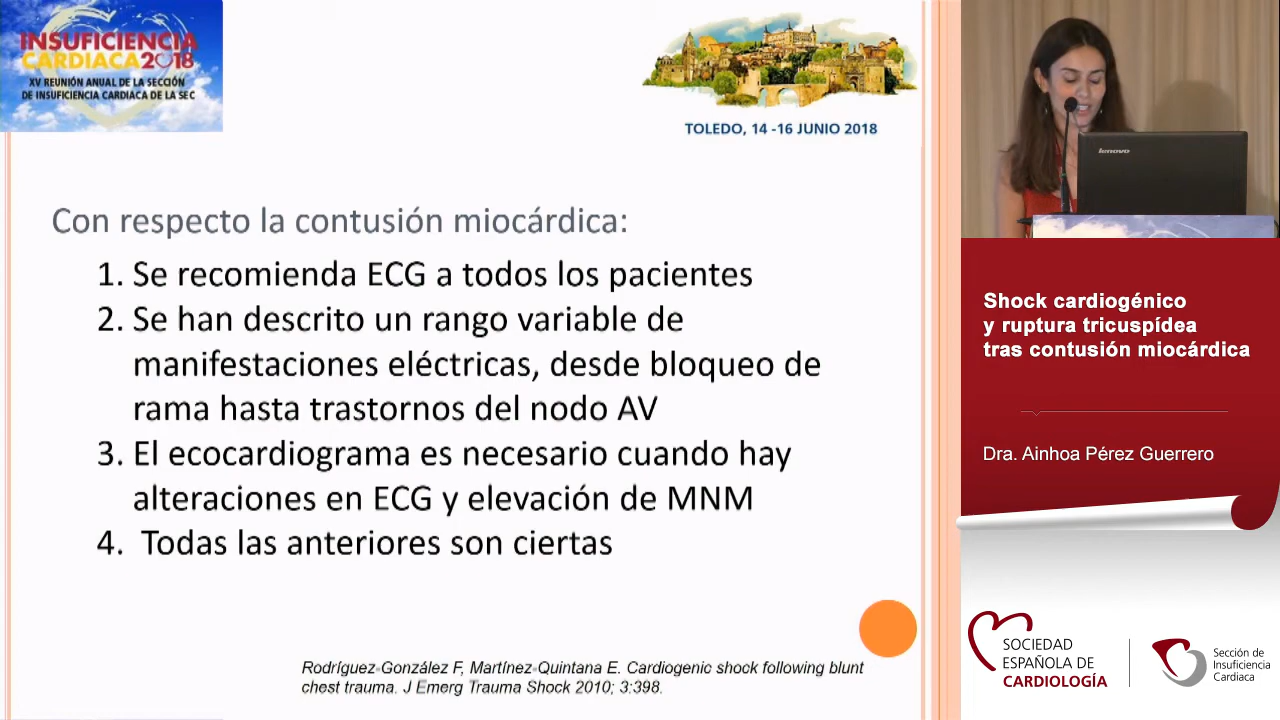 INSUFICIENCIA
CARDIACA2018
XV REUNIÓN ANUAL DE LA SECCIÓN
DE INSUFICIENCIA CARDIACA DE LA SEC
TOLEDO, 14 -16 JUNIO 2018
Con respecto la contusión miocárdica:
1. Se recomienda ECG a todos los pacientes
2. Se han descrito un rango variable de
manifestaciones eléctricas, desde bloqueo de
rama hasta trastornos del nodo AV
3. El ecocardiograma es necesario cuando hay
alteraciones en ECG y elevación de MNM
4. Todas las anteriores son ciertas
Rodríguez-González F, Martínez-Quintana E. Cardiogenic shock following blunt
chest trauma. J Emerg Trauma Shock 2010; 3:398.
lenovo
Shock cardiogénico
y ruptura tricuspídea
tras contusión miocárdica
Dra. Ainhoa Pérez Guerrero
SOCIEDAD
ESPAÑOLA DE
CARDIOLOGÍA
Sección de
Insuficiencia
Cardiaca